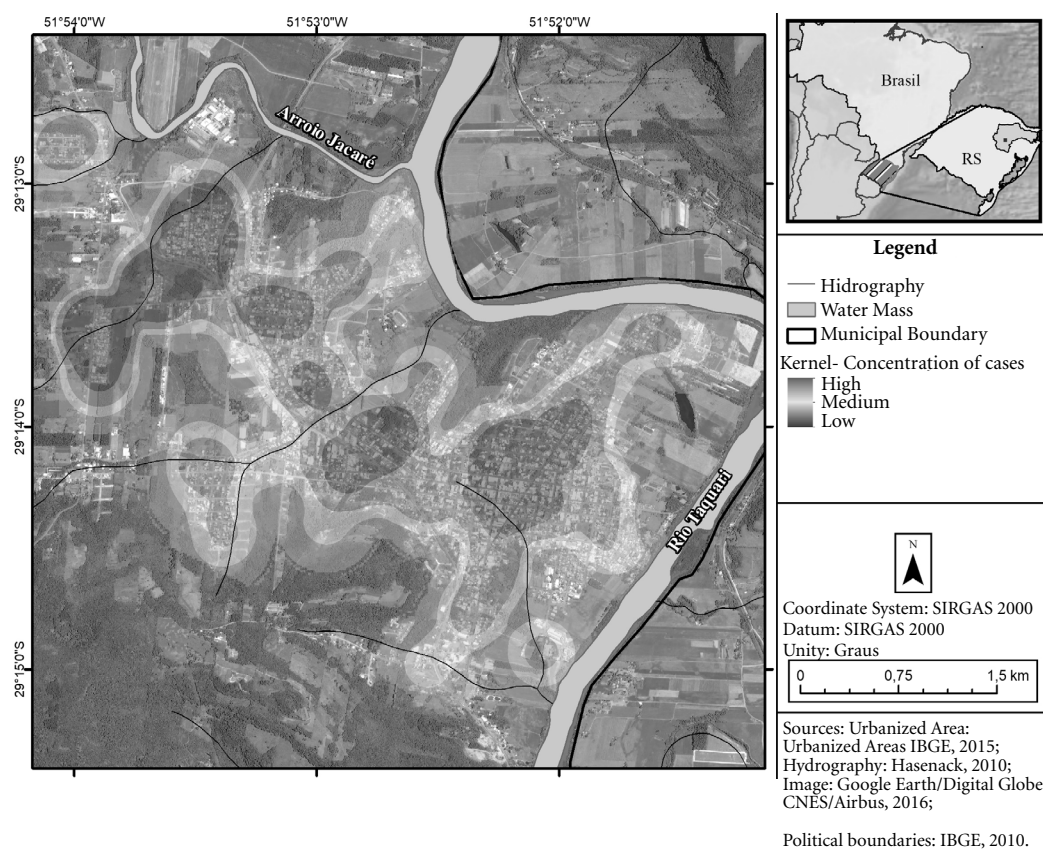 51°54'0"W
51°53'0"W
51°52'0"W
29°13'0"S
29°14'0"S
29°15'0"S
Arroio Jacaré
Rio Taquari
Brasil
RS
Legend
Hidrography
Water Mass
Municipal Boundary
Kernel- Concentration of cases
High
Medium
Low
N
Coordinate System: SIRGAS 2000
Datum: SIRGAS 2000
Unity: Graus
0 0,75 1,5 km
Sources: Urbanized Area:
Urbanized Areas IBGE, 2015;
Hydrography: Hasenack, 2010;
Image: Google Earth/Digital Globe
CNES/Airbus, 2016;
Political boundaries: IBGE, 2010.